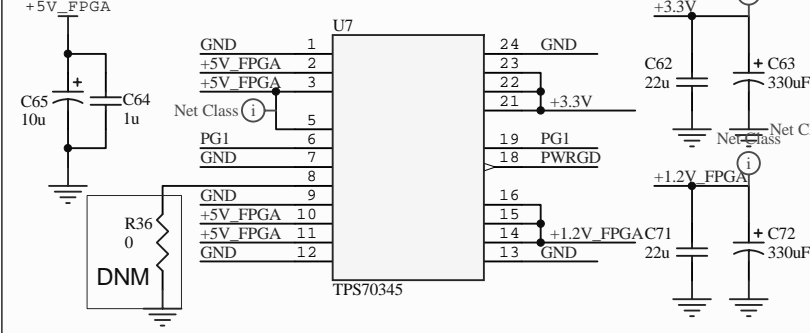 +5V_FPGA
C65
10u
C64
1u
U7
GND 1
+5V_FPGA 2
+5V_FPGA 3
Net Class i
5
PG1 6
GND 7
8
GND 9
+5V_FPGA 10
+5V_FPGA 11
GND 12
24 GND
23
22
21 +3.3V
19 PG1
18 PWRGD
16
15
14 +1.2V_FPGA
13 GND
TPS70345
R36
0
DNM
+3.3V
C62
22u
C63
330uF
Net C
Net Class
i
+1.2V_FPGA
C71
22u
C72
330uF